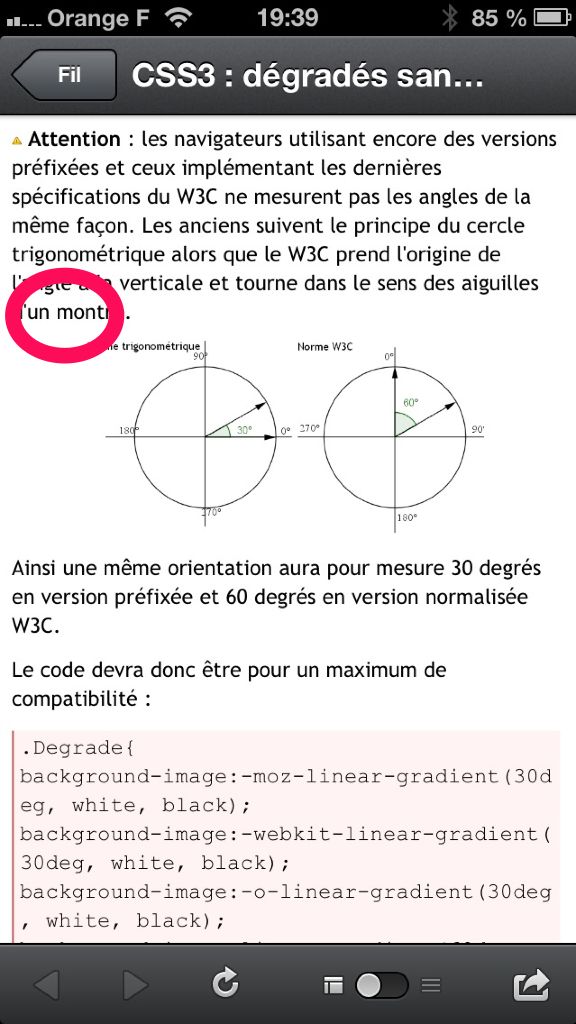 Orange F 19:39 85 %
Fil CSS3 : dégradés san...
Attention : les navigateurs utilisant encore des versions
préfixées et ceux implémentant les dernières
spécifications du W3C ne mesurent pas les angles de la
même façon. Les anciens suivent le principe du cercle
trigonométrique alors que le W3C prend l'origine de
verticale et tourne dans le sens des aiguilles
'un montr.
trigonométrique Norme W3C
90° 0°
60°
180° 30° 0° 270° 90°
270° 180°
Ainsi une même orientation aura pour mesure 30 degrés
en version préfixée et 60 degrés en version normalisée
W3C.
Le code devra donc être pour un maximum de
compatibilité :
.Degrade{
background-image:-moz-linear-gradient(30d
eg, white, black);
background-image:-webkit-linear-gradient(
30deg, white, black);
background-image:-o-linear-gradient(30deg
, white, black);